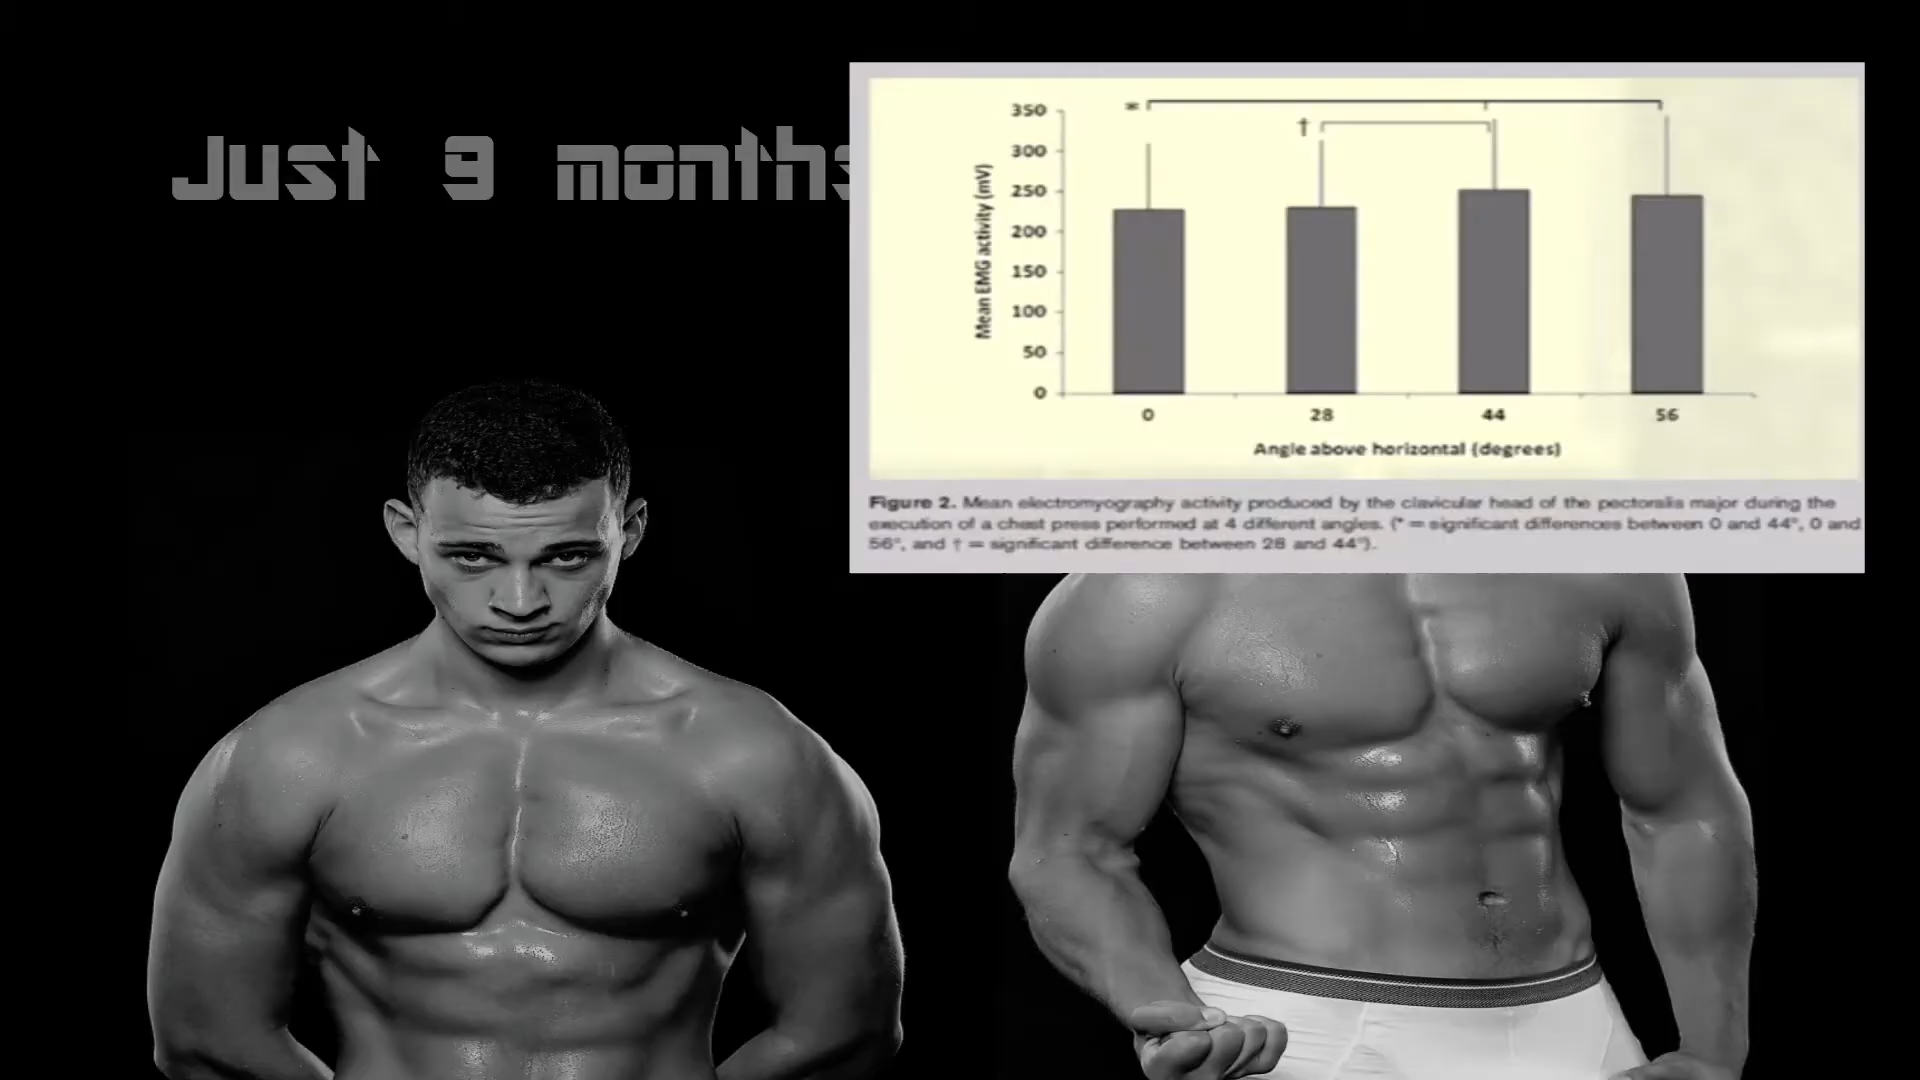 Just 9 months
*
†
350
300
250
200
150
100
50
0
Mean EMG activity (mV)
0 28 44 56
Angle above horizontal (degrees)
Figure 2. Mean electromyography activity produced by the clavicular head of the pectoralis major during the
execution of a chest press performed at 4 different angles. (* = significant differences between 0 and 44°, 0 and
56°, and † = significant difference between 28 and 44°).